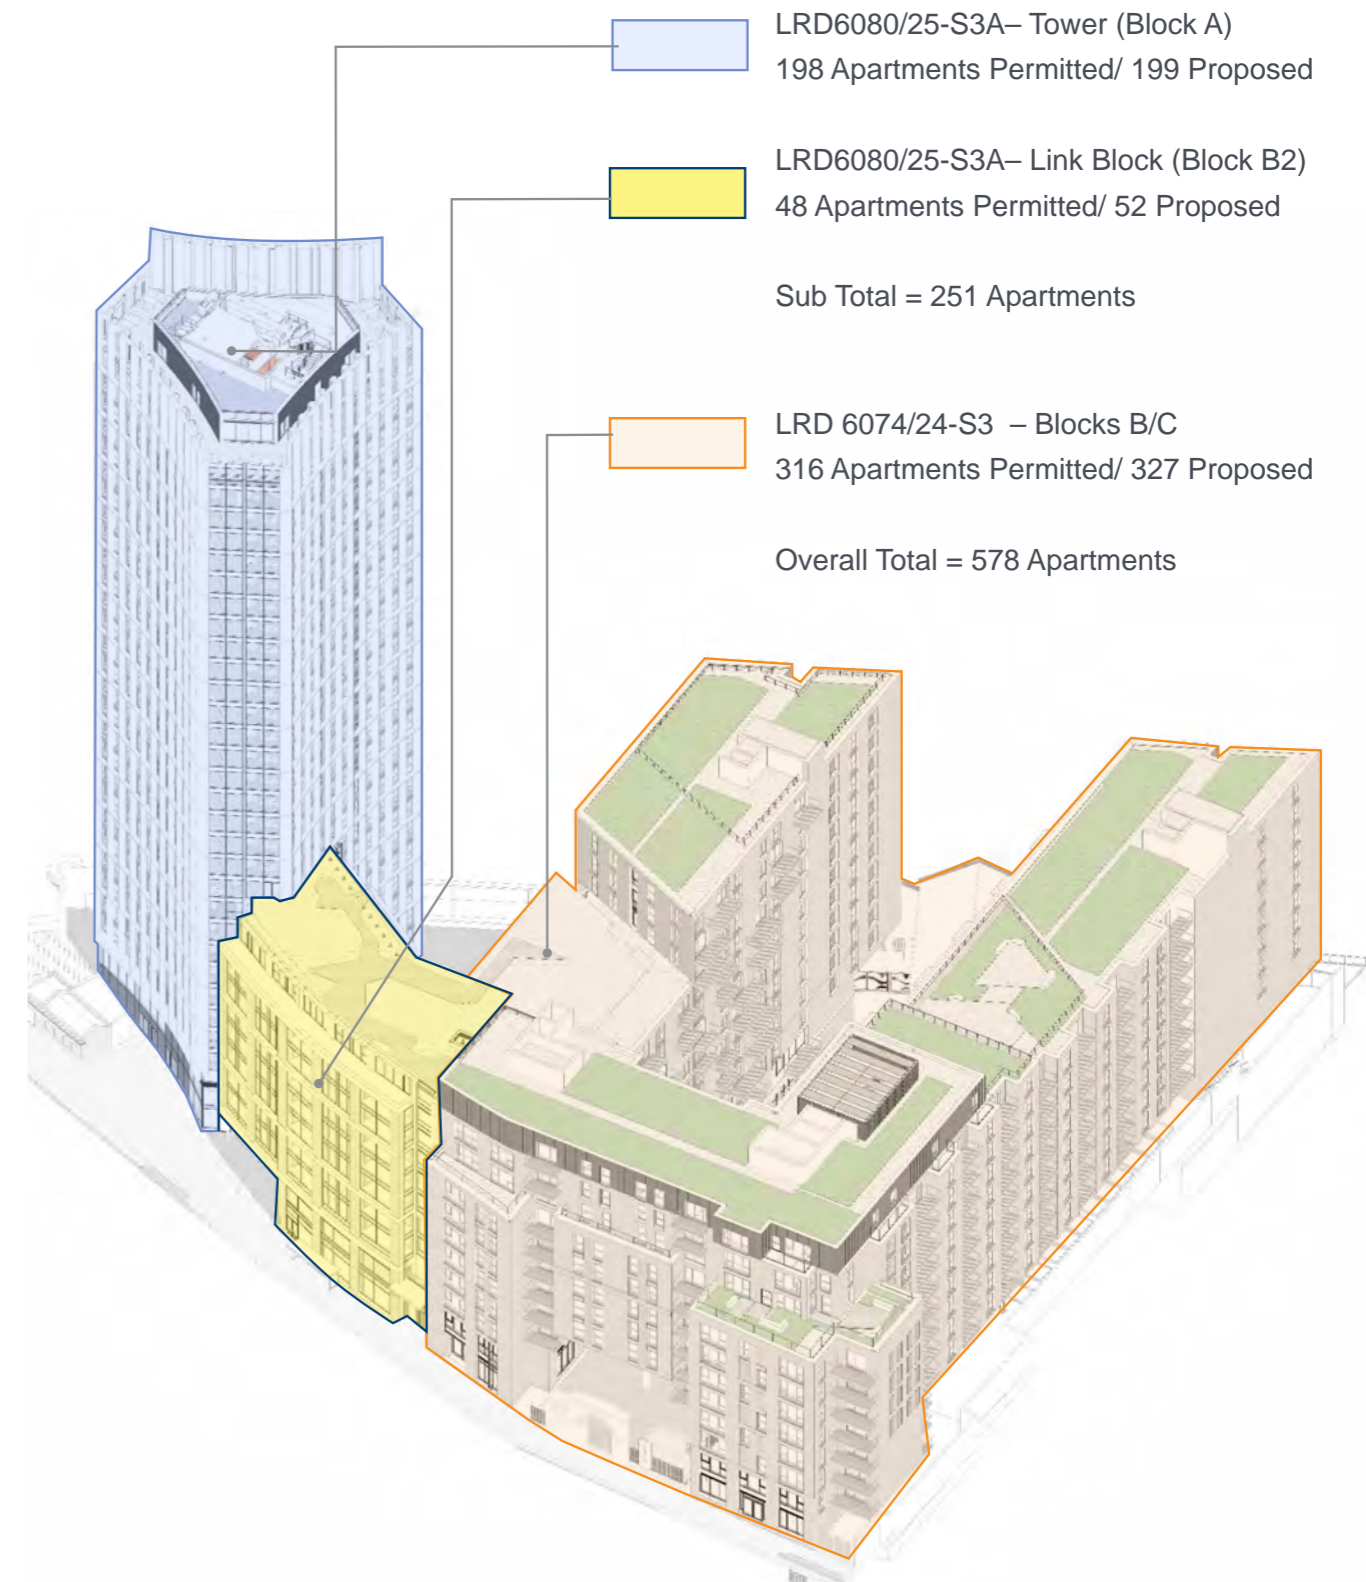 LRD6080/25-S3A– Tower (Block A)
198 Apartments Permitted/ 199 Proposed
LRD6080/25-S3A– Link Block (Block B2)
48 Apartments Permitted/ 52 Proposed
Sub Total = 251 Apartments
LRD 6074/24-S3 – Blocks B/C
316 Apartments Permitted/ 327 Proposed
Overall Total = 578 Apartments